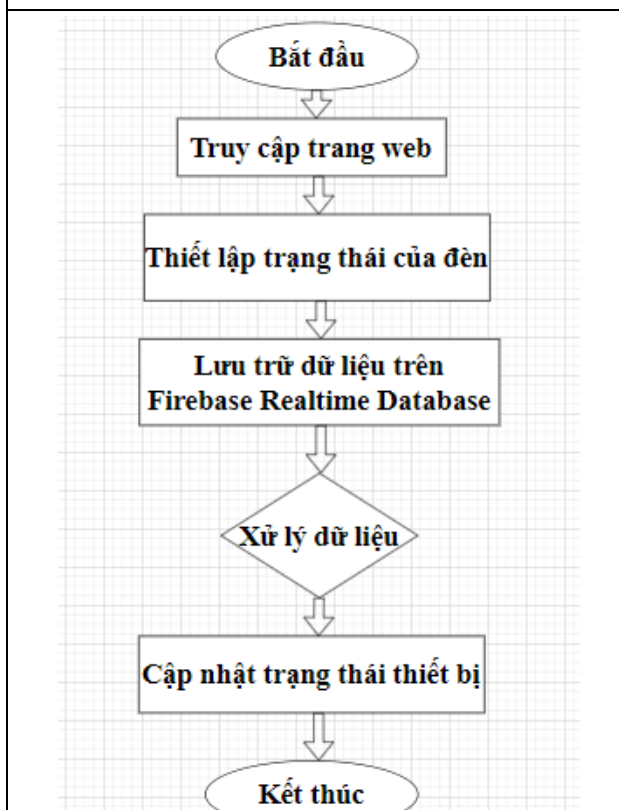 Bắt đầu
Truy cập trang web
Thiết lập trạng thái của đèn
Lưu trữ dữ liệu trên
Firebase Realtime Database
Xử lý dữ liệu
Cập nhật trạng thái thiết bị
Kết thúc